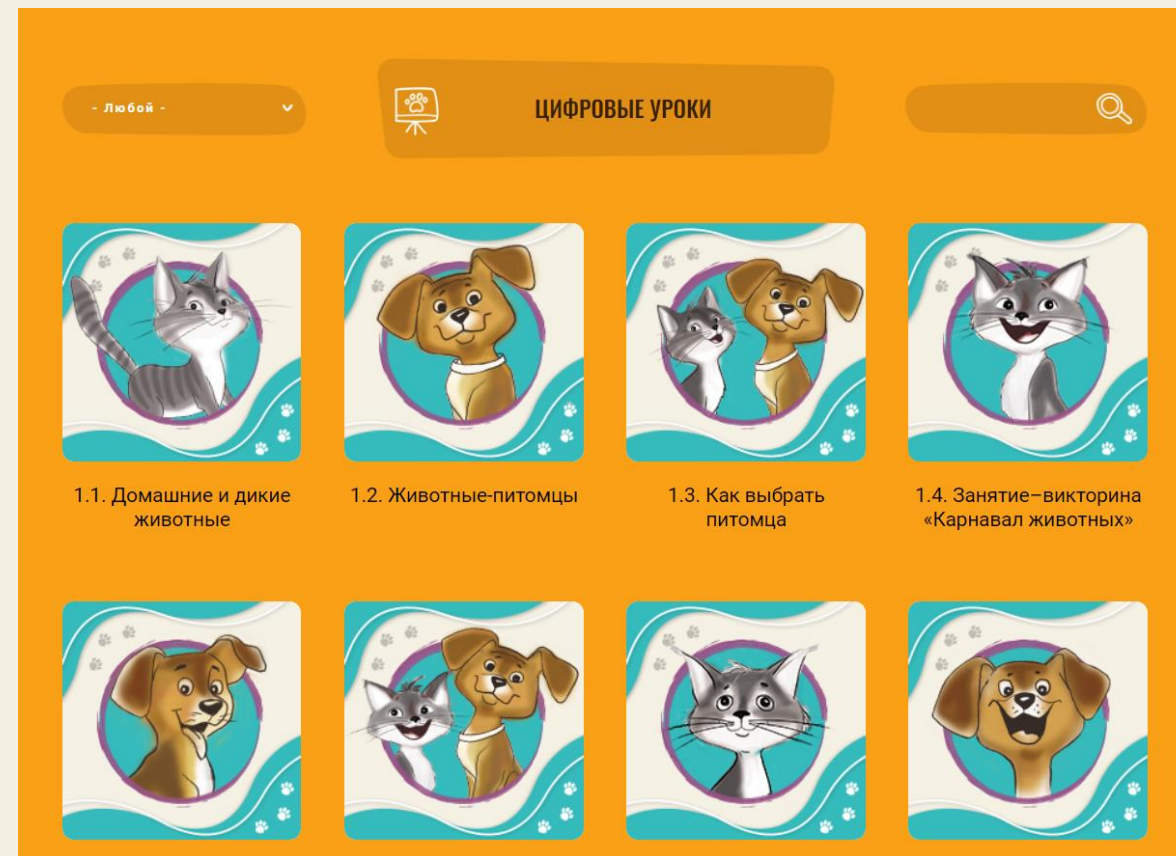 - Любой -
ЦИФРОВЫЕ УРОКИ
1.1. Домашние и дикие
животные
1.2. Животные-питомцы
1.3. Как выбрать
питомца
1.4. Занятие–викторина
«Карнавал животных»